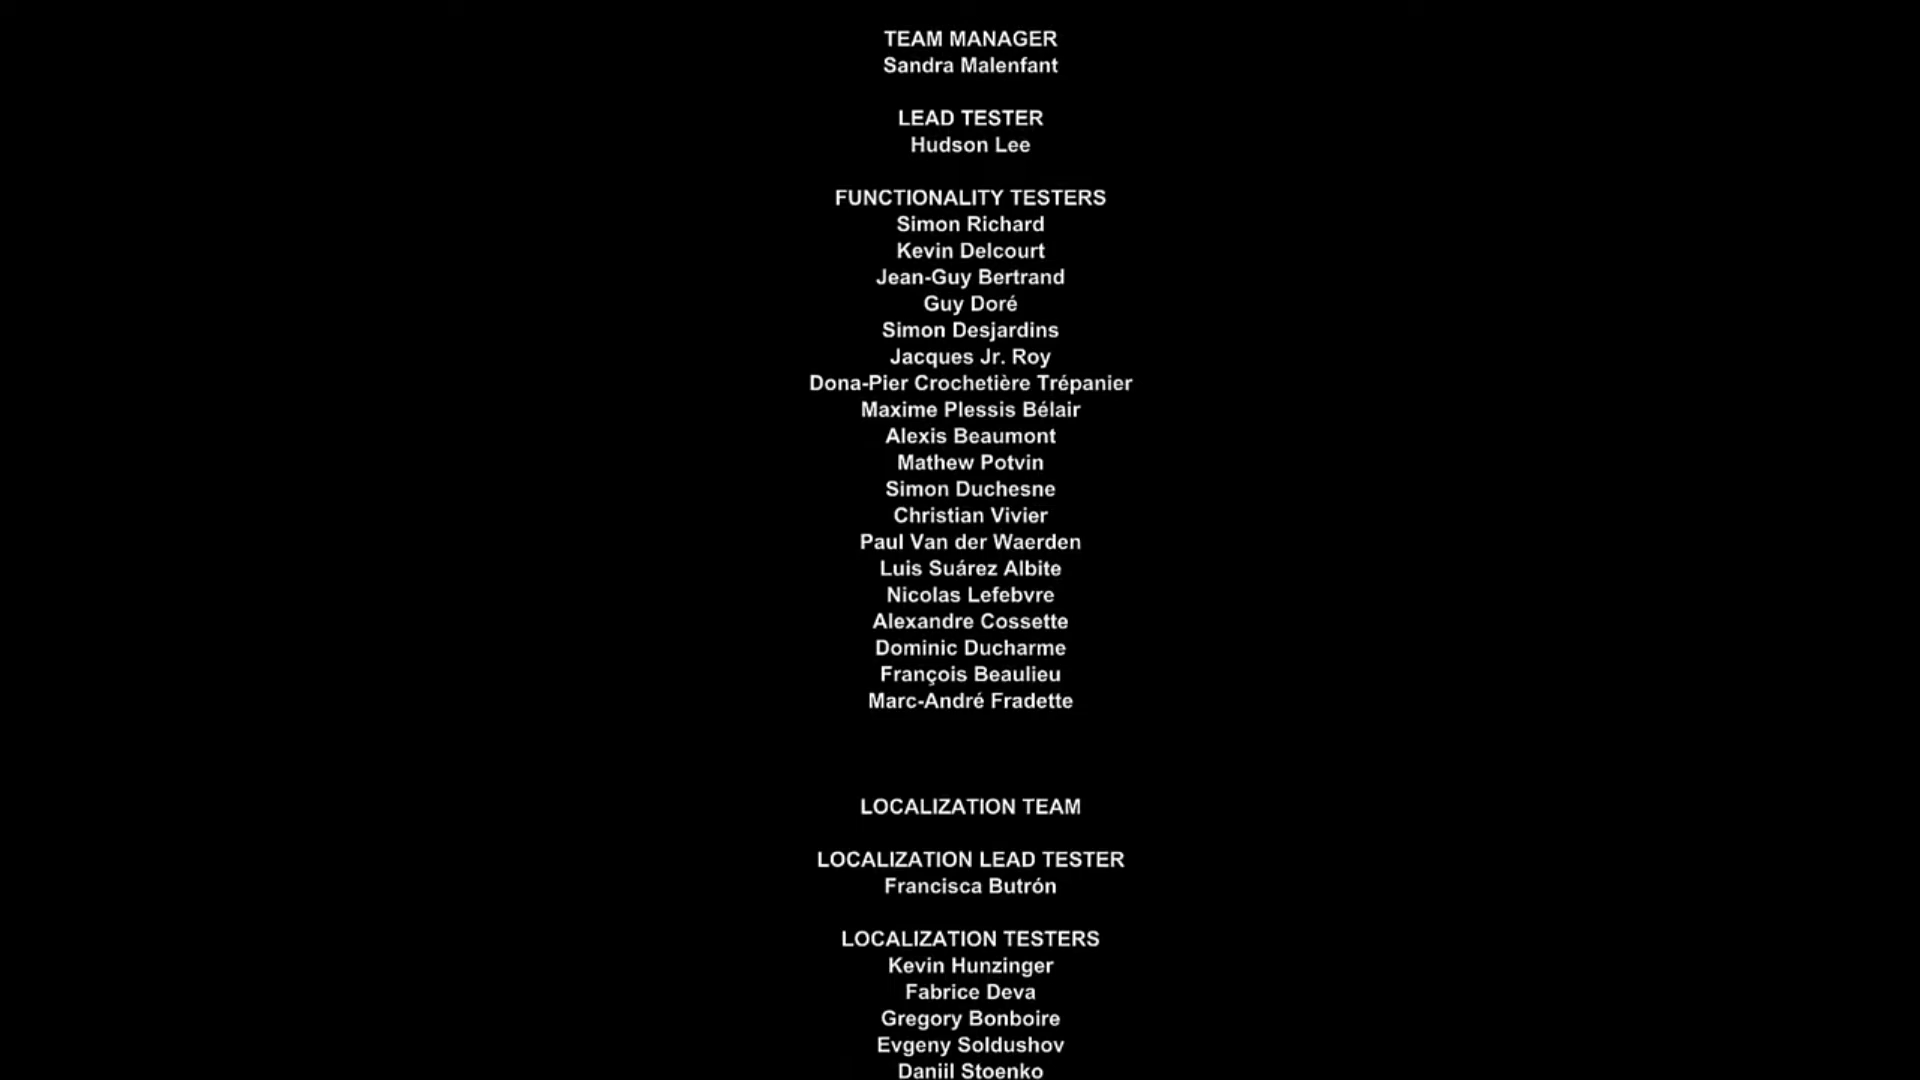 TEAM MANAGER
Sandra Malenfant
LEAD TESTER
Hudson Lee
FUNCTIONALITY TESTERS
Simon Richard
Kevin Delcourt
Jean-Guy Bertrand
Guy Doré
Simon Desjardins
Jacques Jr. Roy
Dona-Pier Crochetière Trépanier
Maxime Plessis Bélair
Alexis Beaumont
Mathew Potvin
Simon Duchesne
Christian Vivier
Paul Van der Waerden
Luis Suárez Albite
Nicolas Lefebvre
Alexandre Cossette
Dominic Ducharme
François Beaulieu
Marc-André Fradette
LOCALIZATION TEAM
LOCALIZATION LEAD TESTER
Francisca Butrón
LOCALIZATION TESTERS
Kevin Hunzinger
Fabrice Deva
Gregory Bonboire
Evgeny Soldushov
Daniil Stoenko